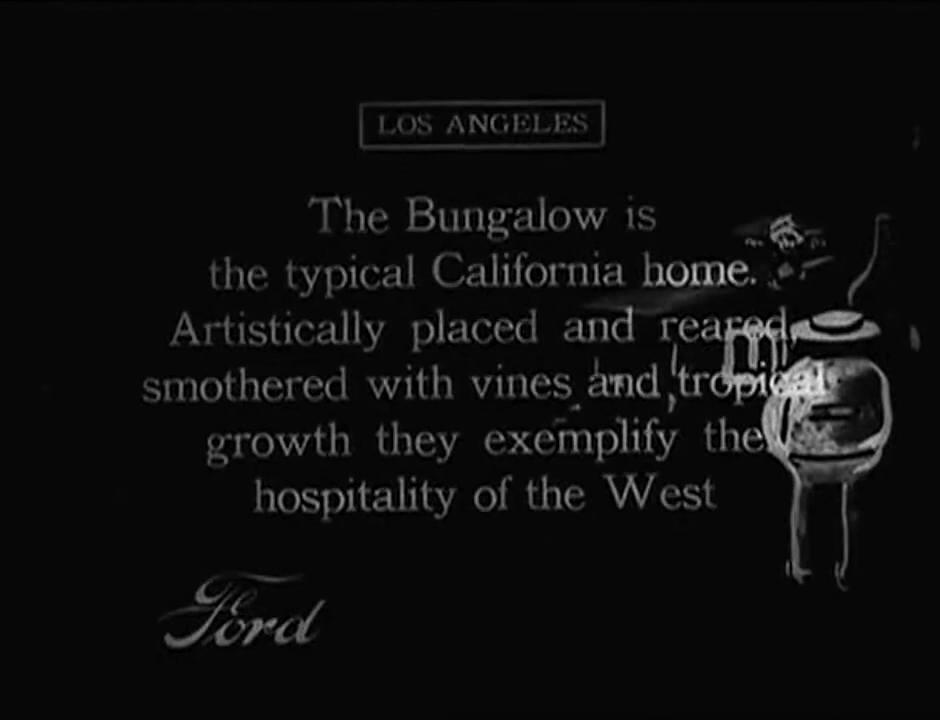 LOS ANGELES
The Bungalow is
the typical California home.
Artistically placed and reared,
smothered with vines and tropical
growth they exemplify the
hospitality of the West
Ford